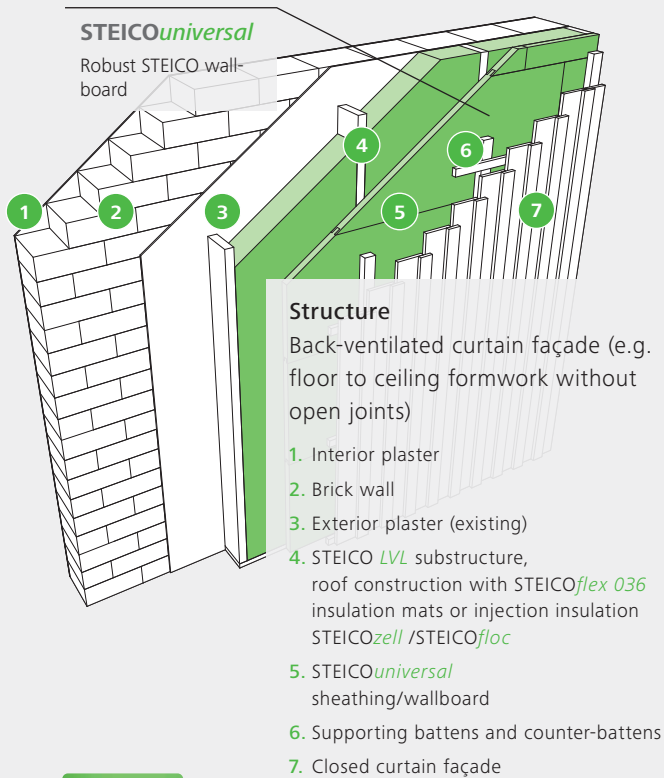 STEICOuniversal
Robust STEICO wall-
board
1
2
3
4
5
6
7
Structure
Back-ventilated curtain façade (e.g.
floor to ceiling formwork without
open joints)
1. Interior plaster
2. Brick wall
3. Exterior plaster (existing)
4. STEICO LVL substructure,
roof construction with STEICOflex 036
insulation mats or injection insulation
STEICOzell /STEICOfloc
5. STEICOuniversal
sheathing/wallboard
6. Supporting battens and counter-battens
7. Closed curtain façade